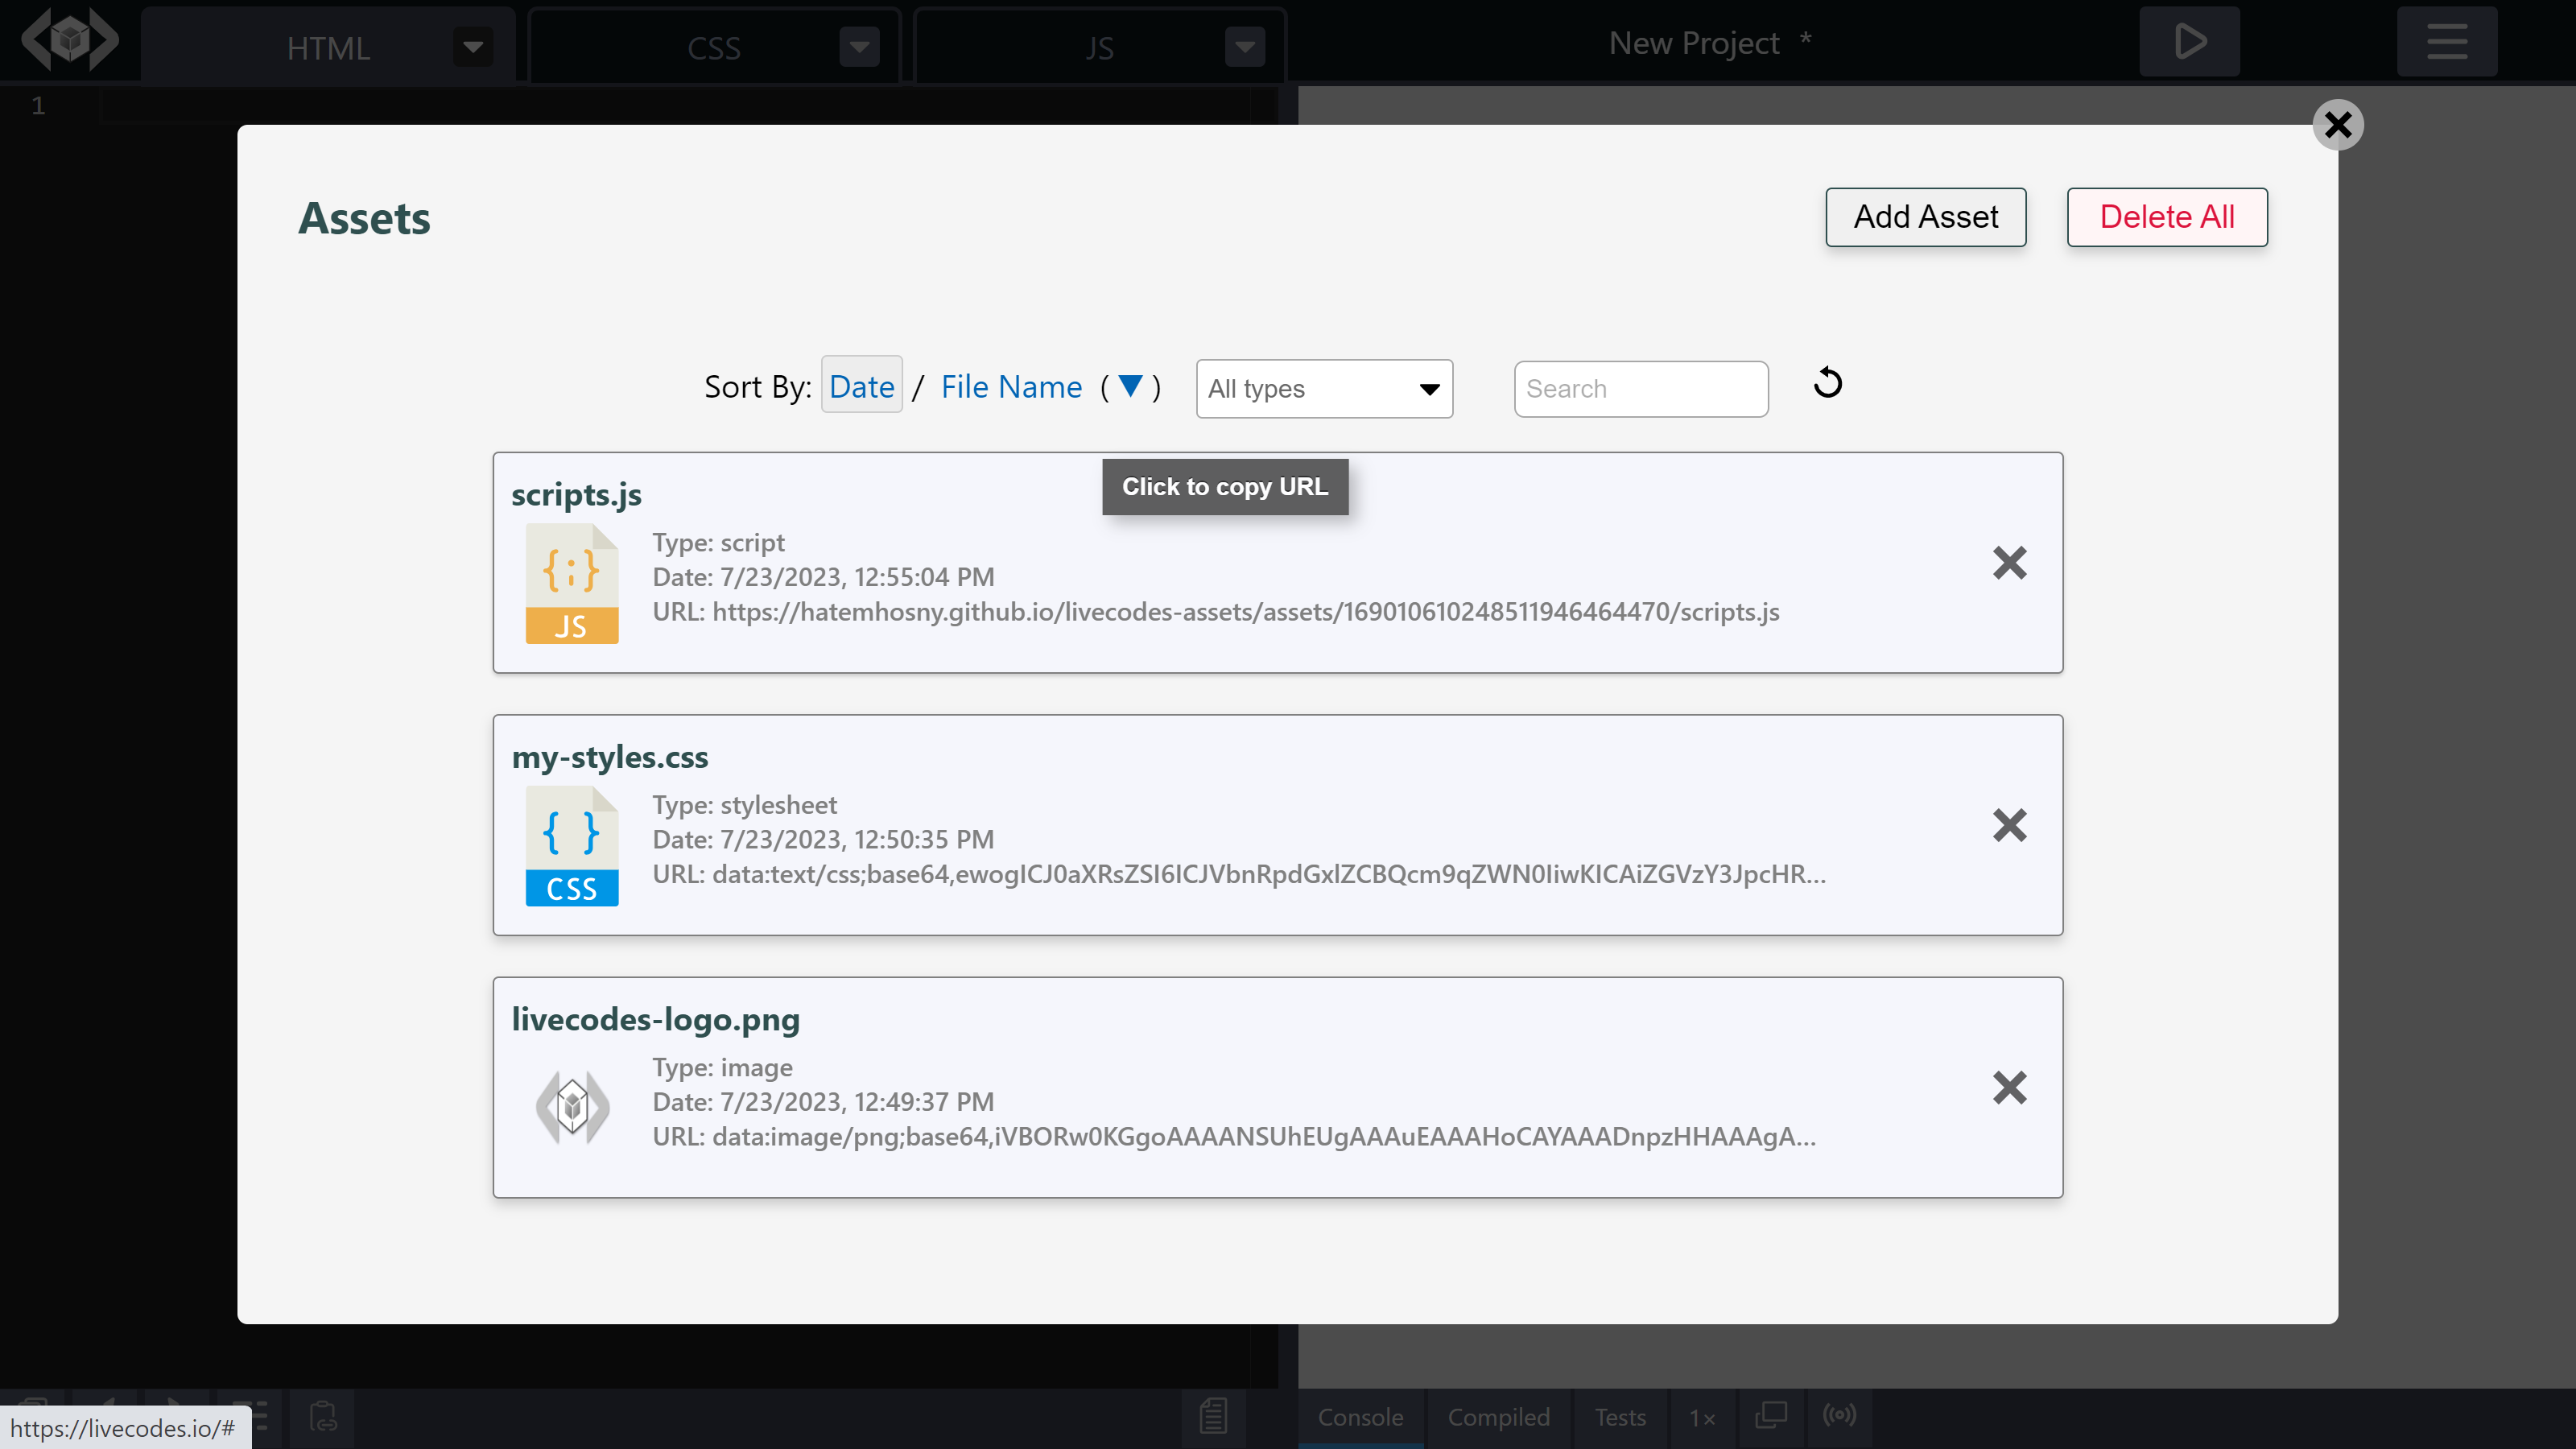 HTML
CSS
JS
New Project *
1
Assets
Add Asset
Delete All
Sort By: Date / File Name ( ▼ )
All types
Search
Click to copy URL
scripts.js
JS
Type: script
Date: 7/23/2023, 12:55:04 PM
URL: https://hatemhosny.github.io/livecodes-assets/assets/16901061024851194646​4470/scripts.js
my-styles.css
CSS
Type: stylesheet
Date: 7/23/2023, 12:50:35 PM
URL: data:text/css;base64,ewogICJ0aXRsZSI6ICJVbnRpdGxlZCBQcm9qZWN0IiwKICAiZGVzY3JpcHR...
livecodes-logo.png
Type: image
Date: 7/23/2023, 12:49:37 PM
URL: data:image/png;base64,iVBORw0KGgoAAAANSUhEUgAAAuEAAAHoCAYAAADnpzHHAAAgA...
https://livecodes.io/#
Console
Compiled
Tests
1×